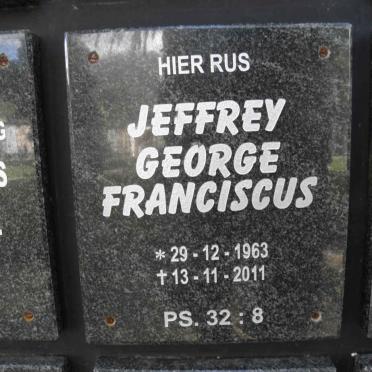 HIER RUS
JEFFREY
GEORGE
FRANCISCUS
* 29 - 12 - 1963
† 13 - 11 - 2011
PS. 32 : 8